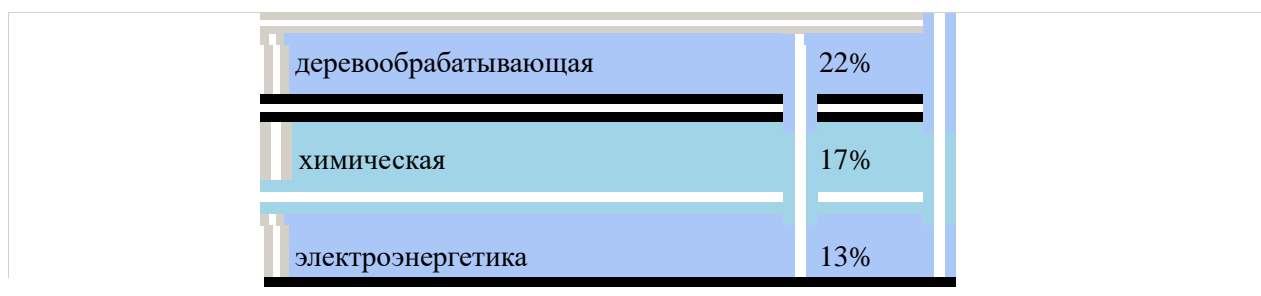 деревообрабатывающая 22%
химическая 17%
электроэнергетика 13%